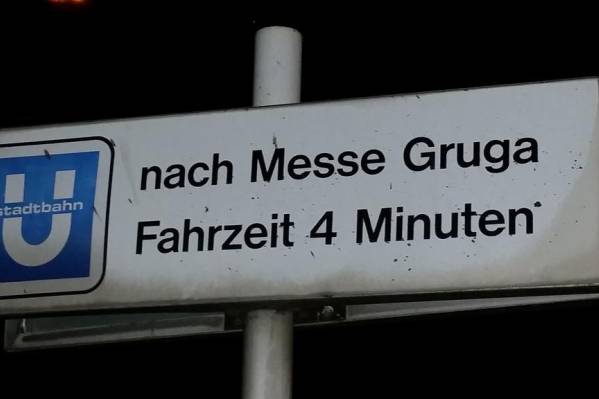 nach Messe Gruga
Fahrzeit 4 Minuten
U
stadtbahn